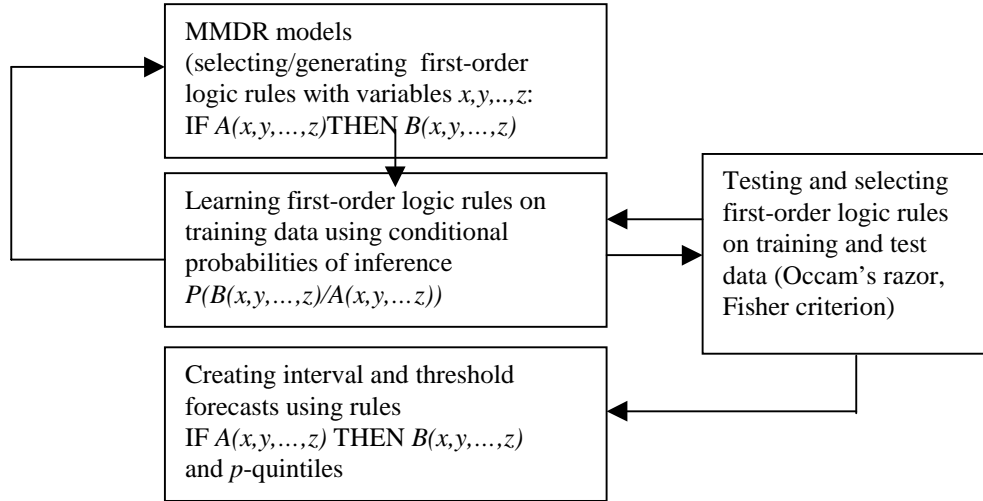 MMDR models
(selecting/generating first-order
logic rules with variables x,y,..,z:
IF A(x,y,…,z)THEN B(x,y,…,z)
Learning first-order logic rules on
training data using conditional
probabilities of inference
P(B(x,y,…,z)/A(x,y,…z))
Testing and selecting
first-order logic rules
on training and test
data (Occam's razor,
Fisher criterion)
Creating interval and threshold
forecasts using rules
IF A(x,y,…,z) THEN B(x,y,…,z)
and p-quintiles